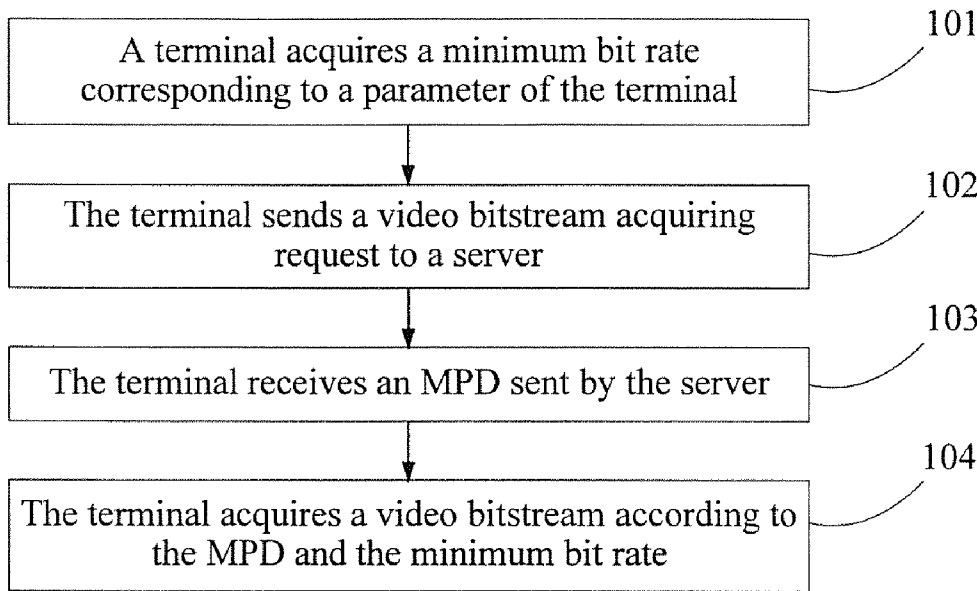 101
A terminal acquires a minimum bit rate
corresponding to a parameter of the terminal
102
The terminal sends a video bitstream acquiring
request to a server
103
The terminal receives an MPD sent by the server
104
The terminal acquires a video bitstream according to
the MPD and the minimum bit rate